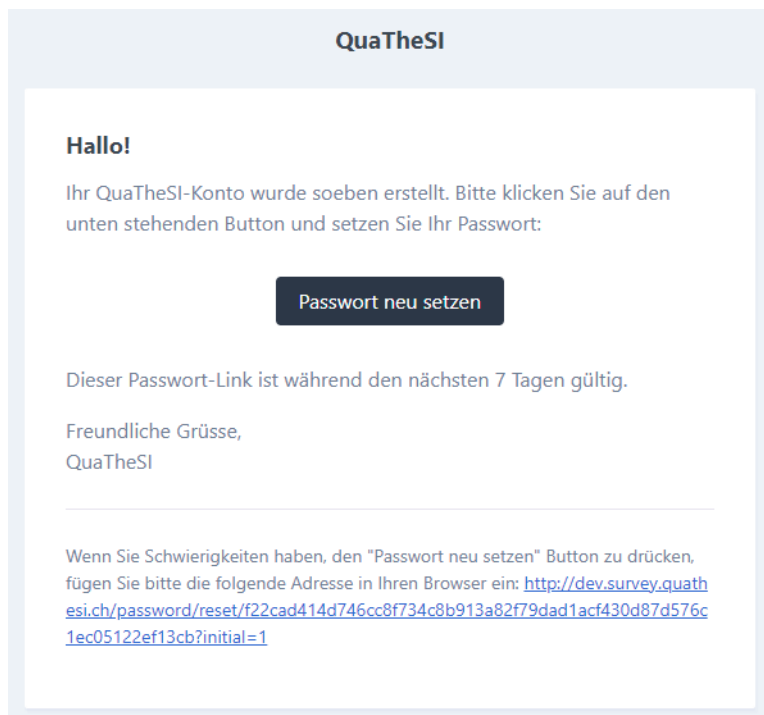 QuaTheSI
Hallo!
Ihr QuaTheSI-Konto wurde soeben erstellt. Bitte klicken Sie auf den
unten stehenden Button und setzen Sie Ihr Passwort:
Passwort neu setzen
Dieser Passwort-Link ist während den nächsten 7 Tagen gültig.
Freundliche Grüsse,
QuaTheSI
Wenn Sie Schwierigkeiten haben, den "Passwort neu setzen" Button zu drücken,
fügen Sie bitte die folgende Adresse in Ihren Browser ein: http://dev.survey.quath
esi.ch/password/reset/f22cad414d746cc8f734c8b913a82f79dad1acf430d87d576c
1ec05122ef13cb?initial=1